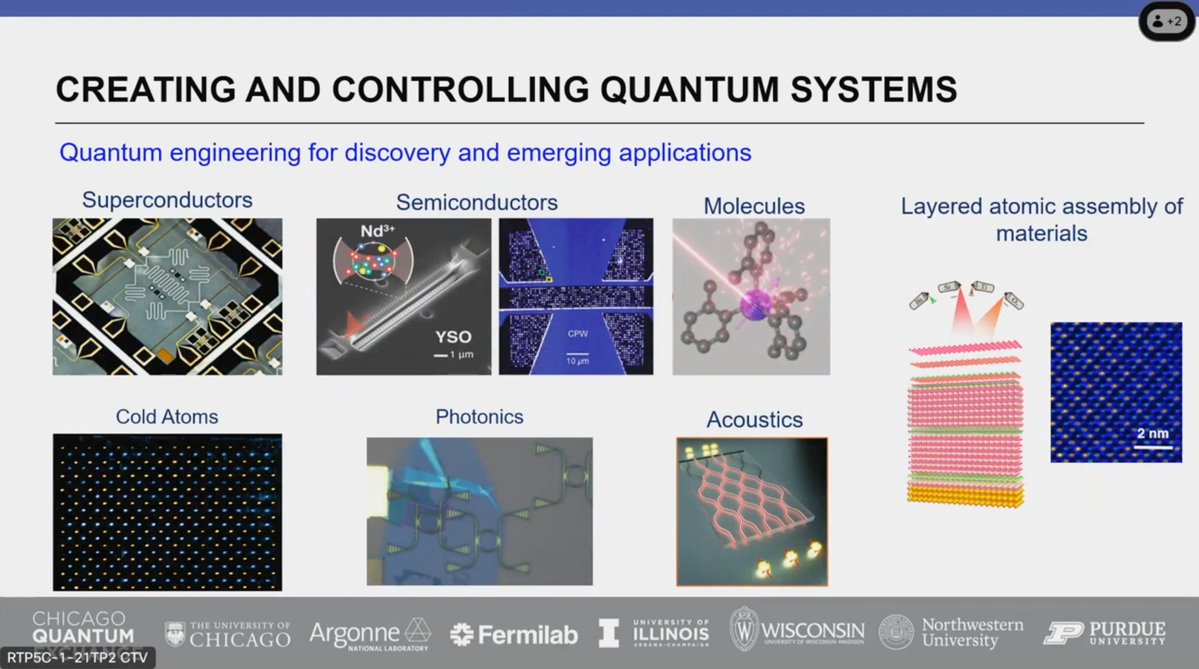 +2
CREATING AND CONTROLLING QUANTUM SYSTEMS
Quantum engineering for discovery and emerging applications
Superconductors
Semiconductors
Molecules
Layered atomic assembly of
materials
Nd³⁺
YSO
1 μm
CPW
10 μm
2 nm
Cold Atoms
Photonics
Acoustics
CHICAGO
QUANTUM
THE UNIVERSITY OF
CHICAGO
Argonne
NATIONAL LABORATORY
Fermilab
UNIVERSITY OF
ILLINOIS
URBANA-CHAMPAIGN
WISCONSIN
UNIVERSITY OF WISCONSIN-MADISON
Northwestern
University
PURDUE
UNIVERSITY
RTP5C-1-21TP2 CTV